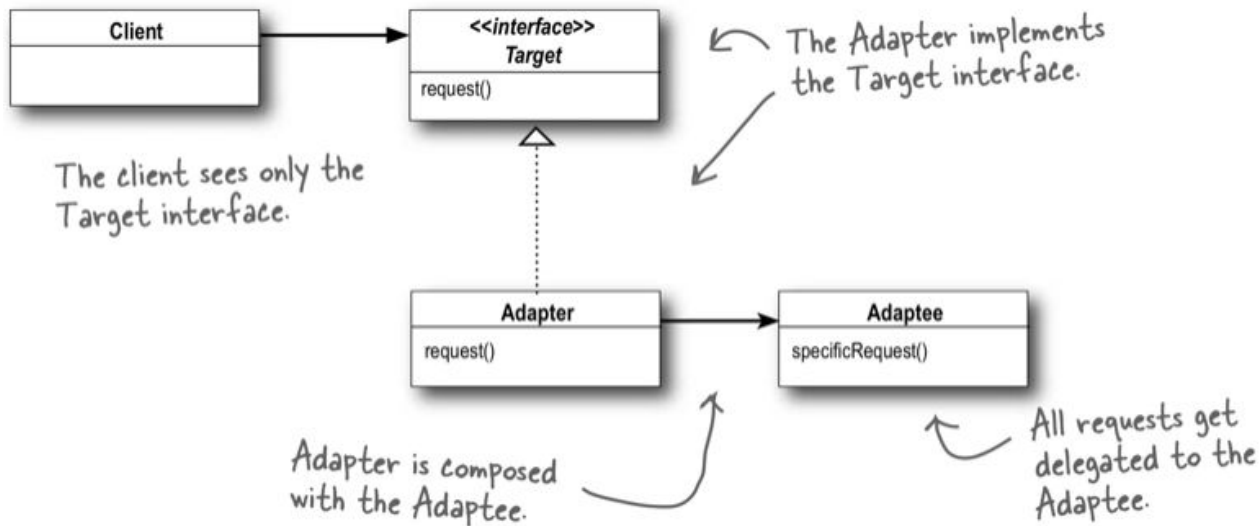 Client
<<interface>>
Target
request()
The Adapter implements
the Target interface.
The client sees only the
Target interface.
Adapter
request()
Adaptee
specificRequest()
Adapter is composed
with the Adaptee.
All requests get
delegated to the
Adaptee.